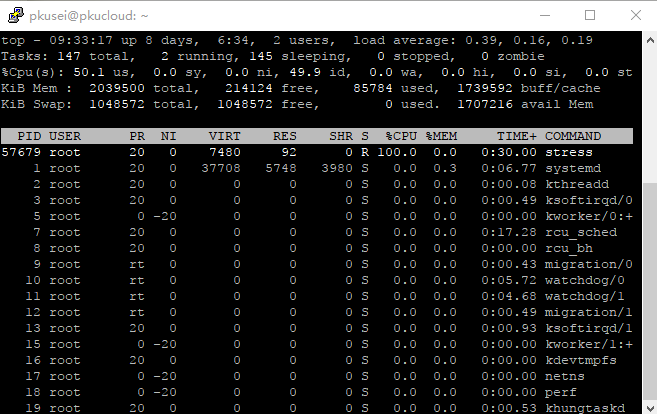 pkusei@pkucloud: ~
top - 09:33:17 up 8 days,  6:34,  2 users,  load average: 0.39, 0.16, 0.19
Tasks: 147 total,   2 running, 145 sleeping,   0 stopped,   0 zombie
%Cpu(s): 50.1 us,  0.0 sy,  0.0 ni, 49.9 id,  0.0 wa,  0.0 hi,  0.0 si,  0.0 st
KiB Mem :  2039500 total,   214124 free,    85784 used,  1739592 buff/cache
KiB Swap:  1048572 total,  1048572 free,        0 used.  1707216 avail Mem
PID USER      PR  NI    VIRT    RES    SHR S  %CPU %MEM     TIME+ COMMAND
57679 root      20   0    7480     92      0 R 100.0  0.0   0:30.00 stress
1 root      20   0   37708   5748   3980 S   0.0  0.3   0:06.77 systemd
2 root      20   0       0      0      0 S   0.0  0.0   0:00.08 kthreadd
3 root      20   0       0      0      0 S   0.0  0.0   0:00.49 ksoftirqd/0
5 root       0 -20       0      0      0 S   0.0  0.0   0:00.00 kworker/0:+
7 root      20   0       0      0      0 S   0.0  0.0   0:17.28 rcu_sched
8 root      20   0       0      0      0 S   0.0  0.0   0:00.00 rcu_bh
9 root      rt   0       0      0      0 S   0.0  0.0   0:00.43 migration/0
10 root      rt   0       0      0      0 S   0.0  0.0   0:05.72 watchdog/0
11 root      rt   0       0      0      0 S   0.0  0.0   0:04.68 watchdog/1
12 root      rt   0       0      0      0 S   0.0  0.0   0:00.49 migration/1
13 root      20   0       0      0      0 S   0.0  0.0   0:00.93 ksoftirqd/1
15 root       0 -20       0      0      0 S   0.0  0.0   0:00.00 kworker/1:+
16 root      20   0       0      0      0 S   0.0  0.0   0:00.00 kdevtmpfs
17 root       0 -20       0      0      0 S   0.0  0.0   0:00.00 netns
18 root       0 -20       0      0      0 S   0.0  0.0   0:00.00 perf
19 root      20   0       0      0      0 S   0.0  0.0   0:00.53 khungtaskd